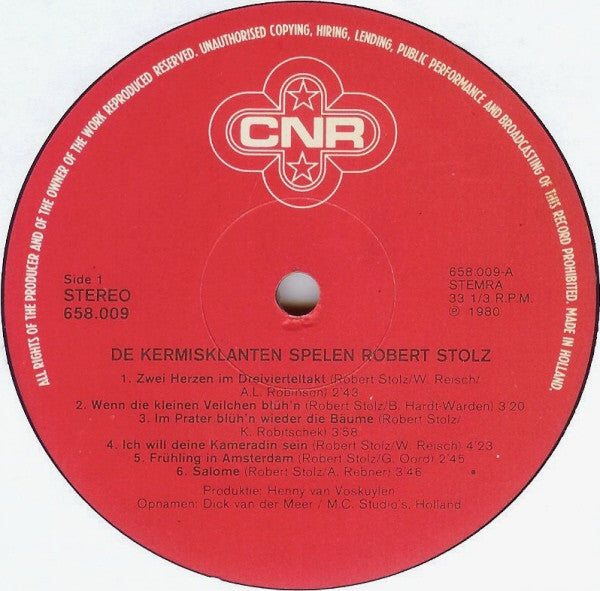 ALL RIGHTS OF THE PRODUCER AND OF THE OWNER OF THE WORK REPRODUCED RESERVED. UNAUTHORISED COPYING, HIRING, LENDING, PUBLIC PERFORMANCE AND BROADCASTING OF THIS RECORD PROHIBITED. MADE IN HOLLAND.
CNR
Side 1
STEREO
658.009
658.009-A
STEMRA
33 1/3 R.P.M.
℗ 1980
DE KERMISKLANTEN SPELEN ROBERT STOLZ
1. Zwei Herzen im Dreivierteltakt (Robert Stolz/W. Reisch/
A.L. Robinson) 2'43
2. Wenn die kleinen Veilchen blüh'n (Robert Stolz/B. Hardt-Warden) 3'20
3. Im Prater blüh'n wieder die Bäume (Robert Stolz/
K. Robitschek) 3'58
4. Ich will deine Kameradin sein (Robert Stolz/W. Reisch) 4'23
5. Frühling in Amsterdam (Robert Stolz/G. Oord) 2'45
6. Salome (Robert Stolz/A. Rebner) 3'46
Produktie: Henny van Voskuylen
Opnamen: Dick van der Meer / M.C. Studio's, Holland